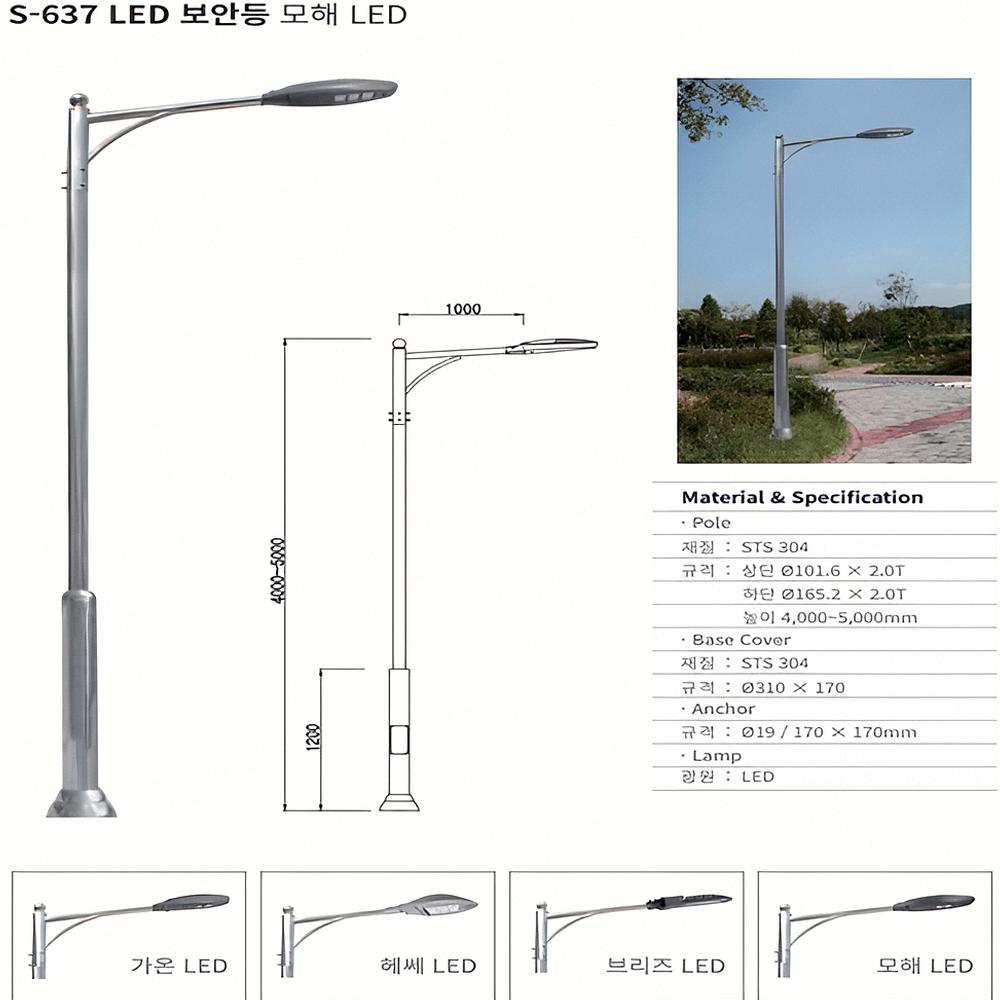 S-637 LED 보안등 모해 LED
1000
4000~5000
1200
Material & Specification
· Pole
재질 : STS 304
규격 : 상단 Ø101.6 × 2.0T
하단 Ø165.2 × 2.0T
높이 4,000~5,000mm
· Base Cover
재질 : STS 304
규격 : Ø310 × 170
· Anchor
규격 : Ø19 / 170 × 170mm
· Lamp
광원 : LED
가온 LED
헤쎄 LED
브리즈 LED
모해 LED